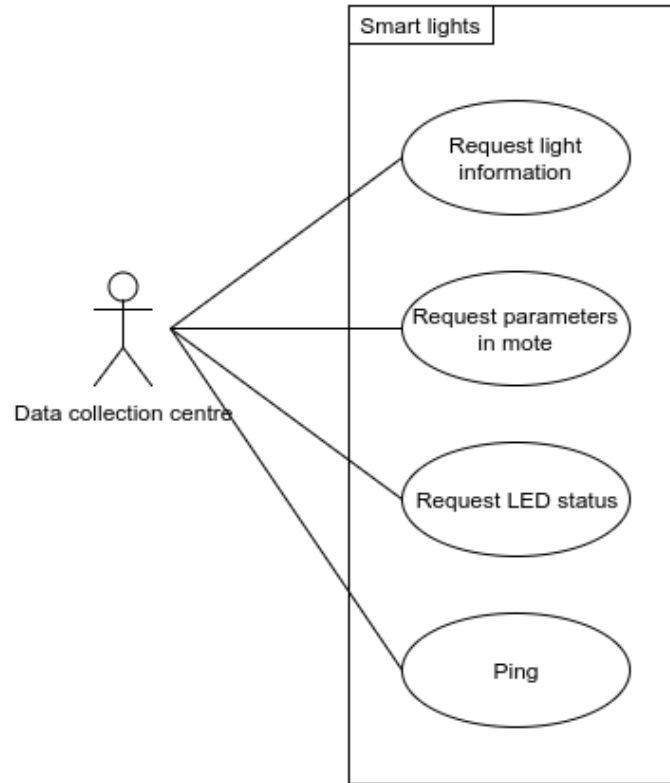 Smart lights
Request light
information
Request parameters
in mote
Data collection centre
Request LED status
Ping